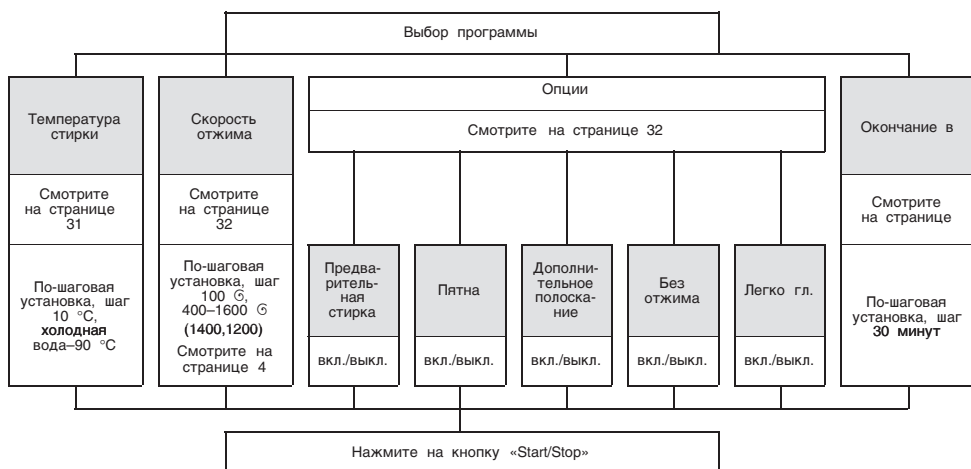 Выбор программы
Температура
стирки
Смотрите
на странице
31
По-шаговая
установка, шаг
10 °C,
холодная
вода–90 °C
Скорость
отжима
Смотрите
на странице
32
По-шаговая
установка, шаг
100 ,
400–1600
(1400,1200)
Смотрите на
странице 4
Опции
Смотрите на странице 32
Предва-
ритель-
ная
стирка
вкл./выкл.
Пятна
вкл./выкл.
Дополни-
тельное
полоска-
ние
вкл./выкл.
Без
отжима
вкл./выкл.
Легко гл.
вкл./выкл.
Окончание в
Смотрите
на странице
По-шаговая
установка, шаг
30 минут
Нажмите на кнопку «Start/Stop»